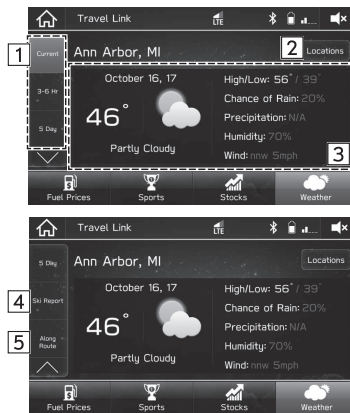 Travel Link
LTE
1
Current
Ann Arbor, MI
2
Locations
3-6 Hr
5 Day
October 16, 17
46°
Partly Cloudy
High/Low: 56° / 39°
Chance of Rain: 20%
Precipitation: N/A
Humidity: 70%
Wind: nnw 5mph
3
Fuel Prices
Sports
Stocks
Weather
Travel Link
LTE
5 Day
Ann Arbor, MI
Locations
4
Ski Report
5
Along Route
October 16, 17
46°
Partly Cloudy
High/Low: 56° / 39°
Chance of Rain: 20%
Precipitation: N/A
Humidity: 70%
Wind: nnw 5mph
Fuel Prices
Sports
Stocks
Weather